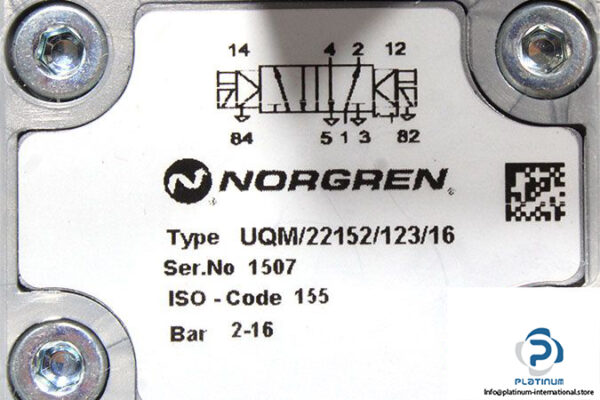 14 4 2 12
84 5 1 3 82
NORGREN
Type UQM/22152/123/16
Ser.No 1507
ISO - Code 155
Bar 2-16
PLATINUM
INTERNATIONAL
Info@platinum-international.store